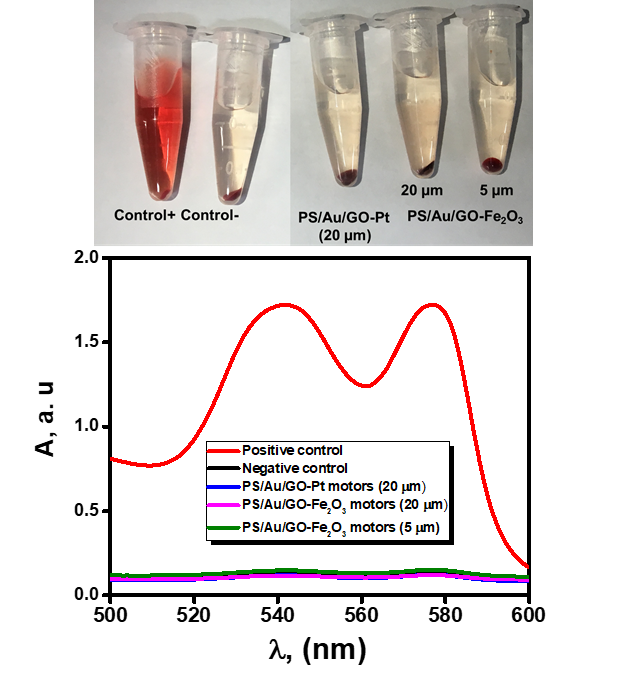 Control+ Control-
PS/Au/GO-Pt
(20 µm)
20 µm
5 µm
PS/Au/GO-Fe₂O₃
2.0
1.5
1.0
0.5
0.0
A, a. u
Positive control
Negative control
PS/Au/GO-Pt motors (20 µm)
PS/Au/GO-Fe₂O₃ motors (20 µm)
PS/Au/GO-Fe₂O₃ motors (5 µm)
500 520 540 560 580 600
λ, (nm)